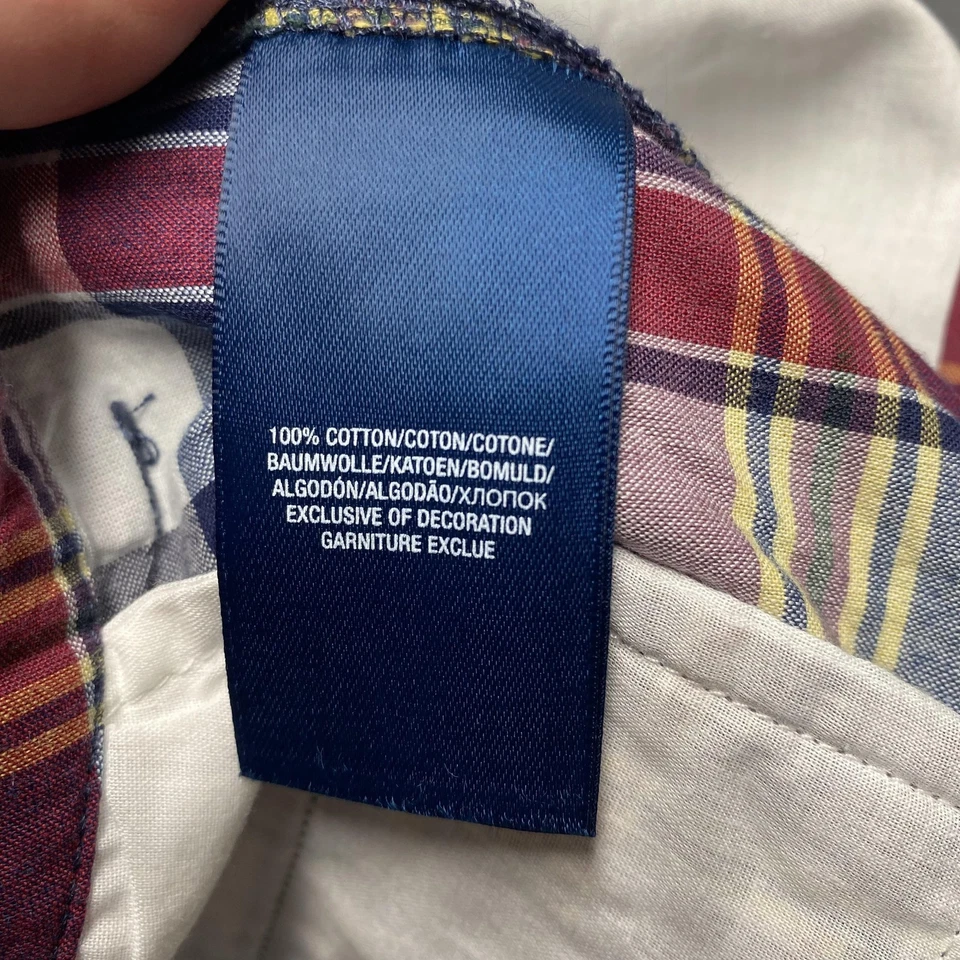 100% COTTON/COTON/COTONE/
BAUMWOLLE/KATOEN/BOMULD/
ALGODÓN/ALGODÃO/ХЛОПОК
EXCLUSIVE OF DECORATION
GARNITURE EXCLUE